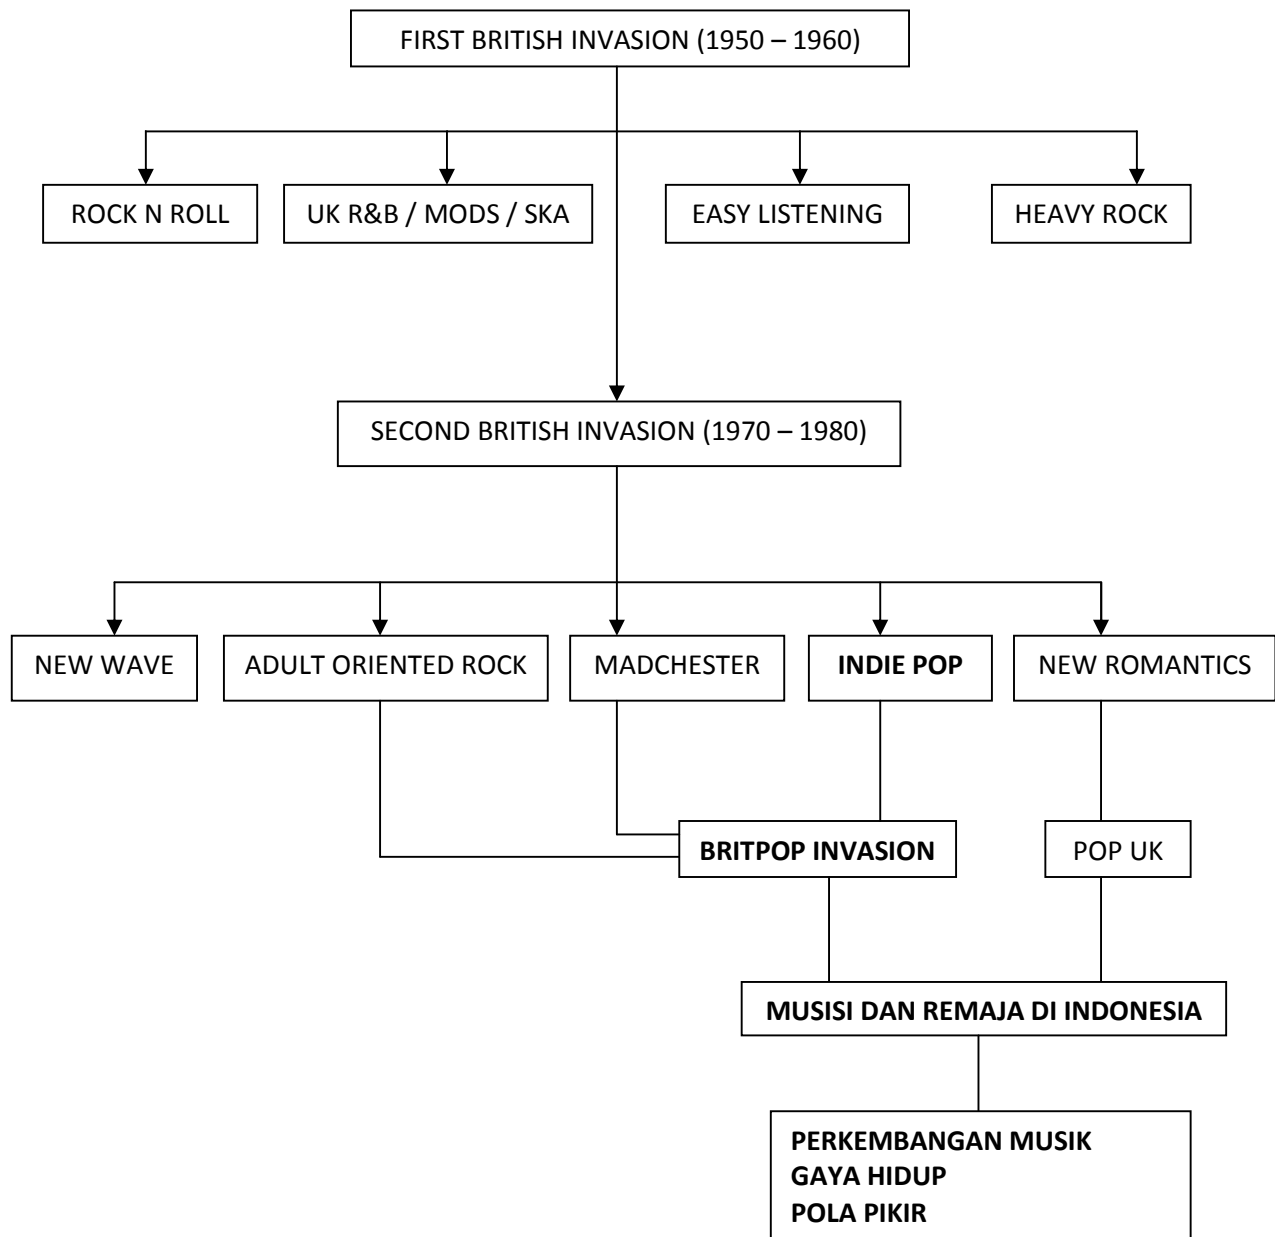 FIRST BRITISH INVASION (1950 – 1960)
ROCK N ROLL
UK R&B / MODS / SKA
EASY LISTENING
HEAVY ROCK
SECOND BRITISH INVASION (1970 – 1980)
NEW WAVE
ADULT ORIENTED ROCK
MADCHESTER
INDIE POP
NEW ROMANTICS
BRITPOP INVASION
POP UK
MUSISI DAN REMAJA DI INDONESIA
PERKEMBANGAN MUSIK
GAYA HIDUP
POLA PIKIR